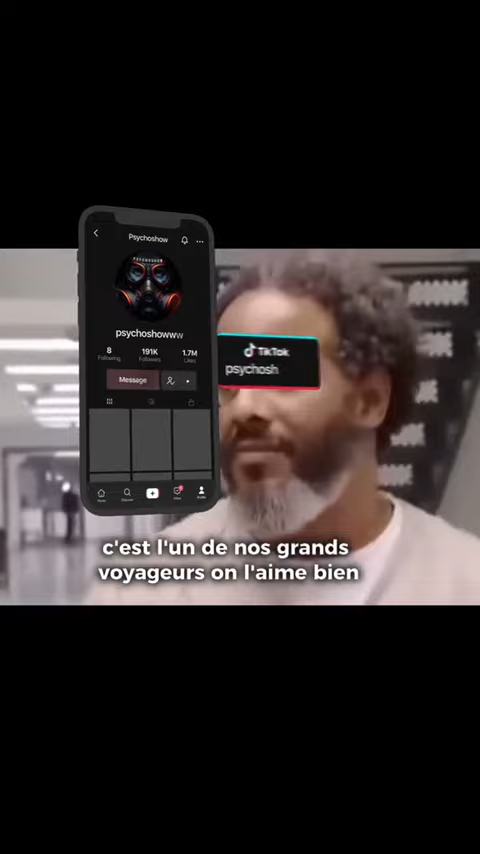 Psychoshow
psychoshowww
8
191K
1.7M
Following
Followers
Likes
Message
TikTok
psychosh
c'est l'un de nos grands
voyageurs on l'aime bien